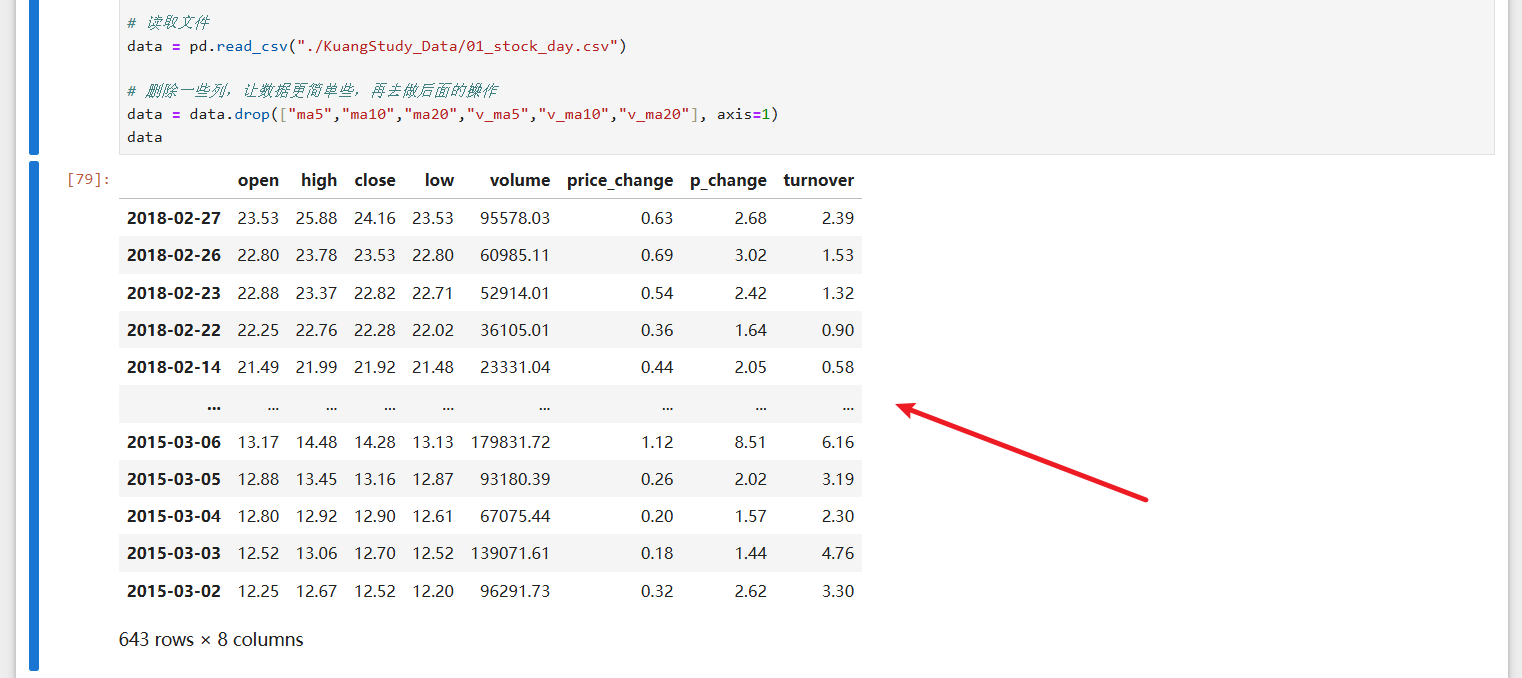 # 读取文件
data = pd.read_csv("./KuangStudy_Data/01_stock_day.csv")
# 删除一些列，让数据更简单些，再去做后面的操作
data = data.drop(["ma5","ma10","ma20","v_ma5","v_ma10","v_ma20"], axis=1)
data
[79]:
open high close low volume price_change p_change turnover
2018-02-27 23.53 25.88 24.16 23.53 95578.03 0.63 2.68 2.39
2018-02-26 22.80 23.78 23.53 22.80 60985.11 0.69 3.02 1.53
2018-02-23 22.88 23.37 22.82 22.71 52914.01 0.54 2.42 1.32
2018-02-22 22.25 22.76 22.28 22.02 36105.01 0.36 1.64 0.90
2018-02-14 21.49 21.99 21.92 21.48 23331.04 0.44 2.05 0.58
... ... ... ... ... ... ... ... ...
2015-03-06 13.17 14.48 14.28 13.13 179831.72 1.12 8.51 6.16
2015-03-05 12.88 13.45 13.16 12.87 93180.39 0.26 2.02 3.19
2015-03-04 12.80 12.92 12.90 12.61 67075.44 0.20 1.57 2.30
2015-03-03 12.52 13.06 12.70 12.52 139071.61 0.18 1.44 4.76
2015-03-02 12.25 12.67 12.52 12.20 96291.73 0.32 2.62 3.30
643 rows × 8 columns